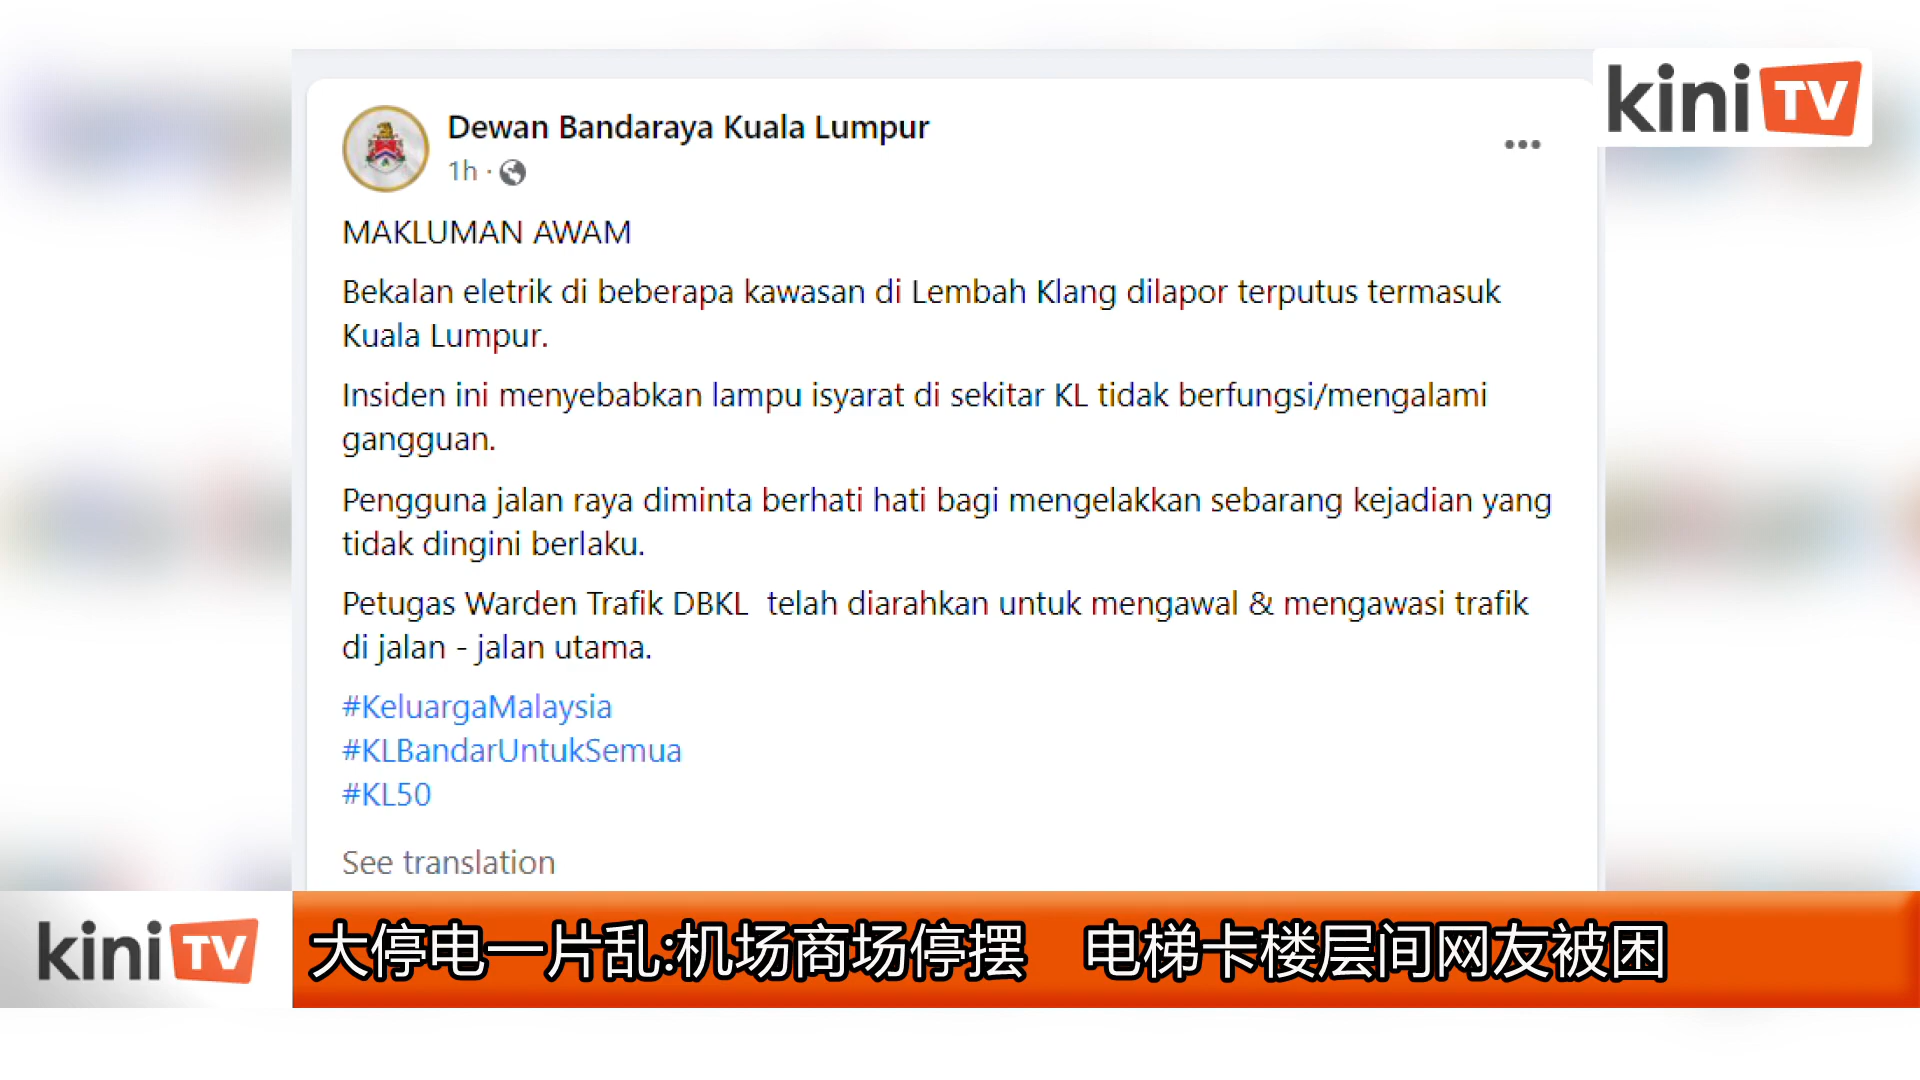 kini TV
Dewan Bandaraya Kuala Lumpur
1h ·
MAKLUMAN AWAM
Bekalan eletrik di beberapa kawasan di Lembah Klang dilapor terputus termasuk
Kuala Lumpur.
Insiden ini menyebabkan lampu isyarat di sekitar KL tidak berfungsi/mengalami
gangguan.
Pengguna jalan raya diminta berhati hati bagi mengelakkan sebarang kejadian yang
tidak dingini berlaku.
Petugas Warden Trafik DBKL  telah diarahkan untuk mengawal & mengawasi trafik
di jalan - jalan utama.
#KeluargaMalaysia
#KLBandarUntukSemua
#KL50
See translation
kini TV
大停电一片乱:机场商场停摆　电梯卡楼层间网友被困